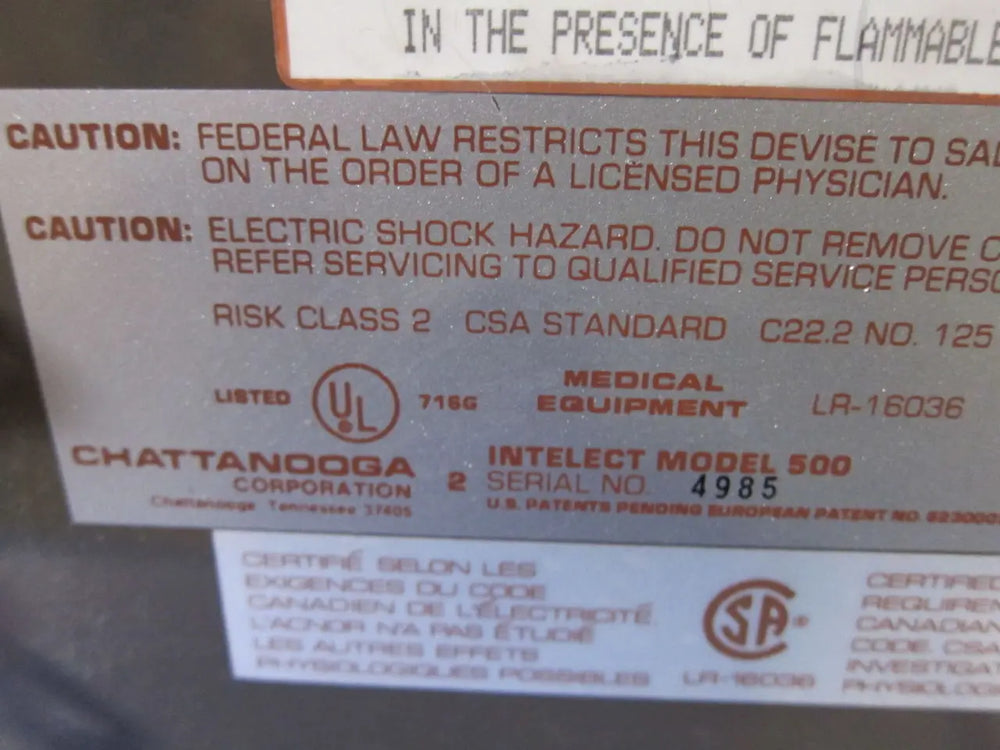 IN THE PRESENCE OF FLAMMABLE
CAUTION: FEDERAL LAW RESTRICTS THIS DEVISE TO SA
ON THE ORDER OF A LICENSED PHYSICIAN.
CAUTION: ELECTRIC SHOCK HAZARD. DO NOT REMOVE C
REFER SERVICING TO QUALIFIED SERVICE PERSO
RISK CLASS 2 CSA STANDARD C22.2 NO. 125
LISTED UL 716G MEDICAL EQUIPMENT LR-16036
CHATTANOOGA
CORPORATION
Chattanooga Tennessee 37405
2 INTELECT MODEL 500
SERIAL NO. 4985
U.S. PATENTS PENDING EUROPEAN PATENT NO. 823000
CERTIFIÉ SELON LES
EXIGENCES DU CODE
CANADIEN DE L'ÉLECTRICITÉ.
L'ACNOR N'A PAS ÉTUDIÉ
LES AUTRES EFFETS
PHYSIOLOGIQUES POSSIBLES
CSA ®
LR-16036
CERTIFIED
REQUIREM
CANADIAN
CODE. CSA
INVESTIGAT
PHYSIOLOG